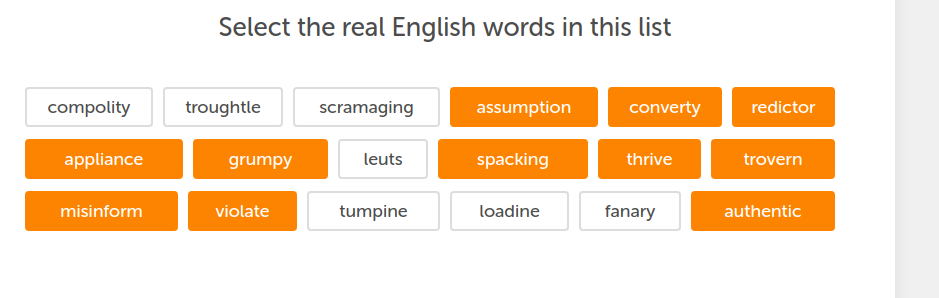 Select the real English words in this list
compolity troughtle scramaging assumption converty redictor
appliance grumpy leuts spacking thrive trovern
misinform violate tumpine loadine fanary authentic